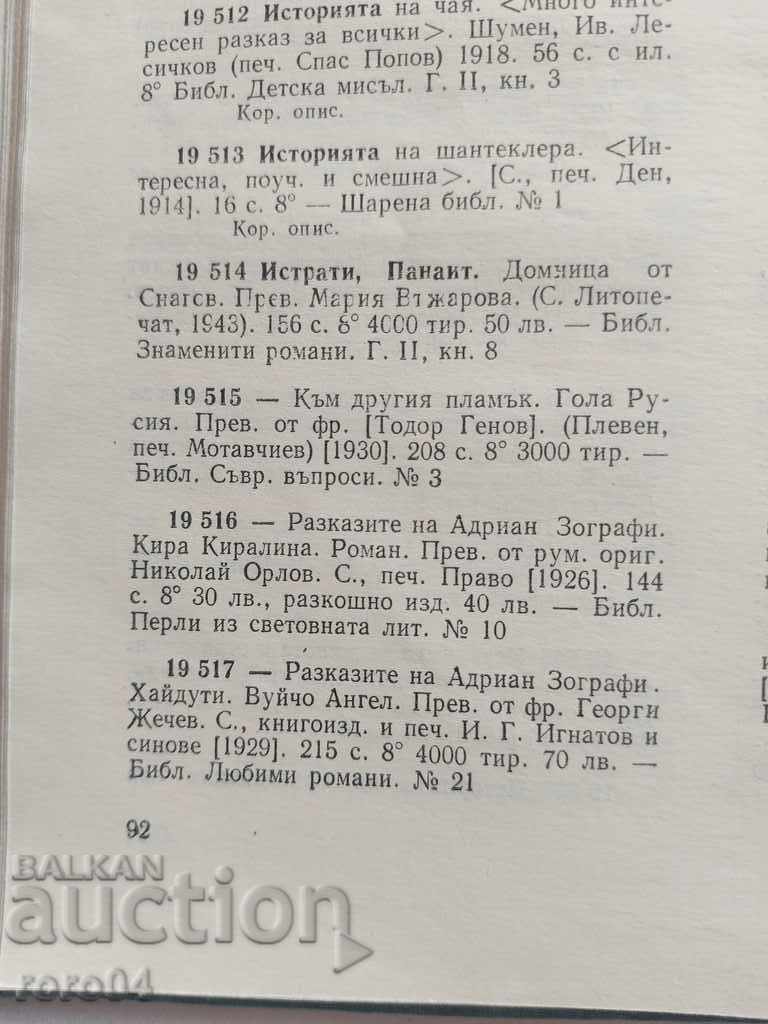 19 512 Историята на чая. <Много инте-
ресен разказ за всички>. Шумен, Ив. Ле-
сичков (печ. Спас Попов) 1918. 56 с. с ил.
8° Библ. Детска мисъл. Г. II, кн. 3
Кор. опис.
19 513 Историята на шантеклера. <Ин-
тересна, поуч. и смешна>. [С., печ. Ден,
1914]. 16 с. 8° — Шарена библ. № 1
Кор. опис.
19 514 Истрати, Панаит. Домница от
Снагов. Прев. Мария Вжарова. (С. Литопе-
чат, 1943). 156 с. 8° 4000 тир. 50 лв. — Библ.
Знаменити романи. Г. II, кн. 8
19 515 — Към другия пламък. Гола Ру-
сия. Прев. от фр. [Тодор Генов]. (Плевен,
печ. Мотавчиев) [1930]. 208 с. 8° 3000 тир. —
Библ. Съвр. въпроси. № 3
19 516 — Разказите на Адриан Зографи.
Кира Киралина. Роман. Прев. от рум. ориг.
Николай Орлов. С., печ. Право [1926]. 144
с. 8° 30 лв., разкошно изд. 40 лв. — Библ.
Перли из световната лит. № 10
19 517 — Разказите на Адриан Зографи.
Хайдути. Вуйчо Ангел. Прев. от фр. Георги
Жечев. С., книгоизд. и печ. И. Г. Игнатов и
синове [1929]. 215 с. 8° 4000 тир. 70 лв. —
Библ. Любими романи. № 21
92
BALKAN
auction
roro04